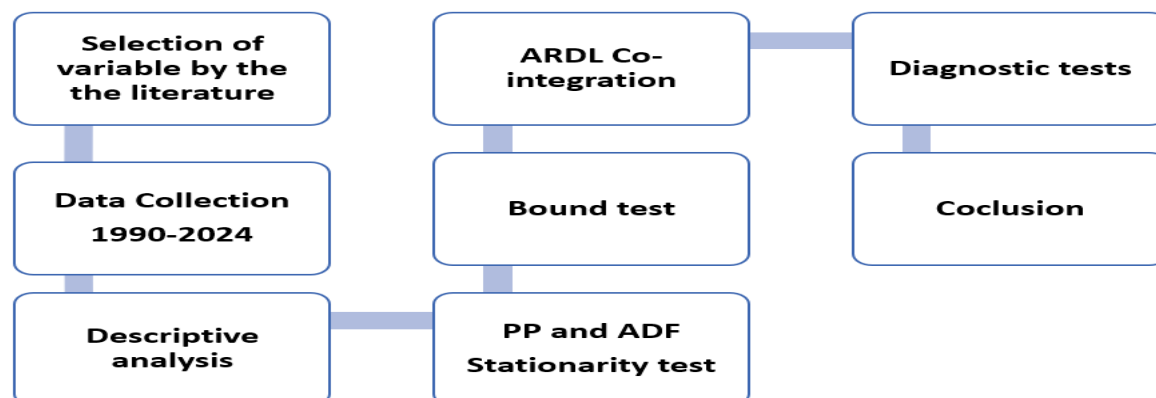 Selection of
variable by the
the literature
Data Collection
1990-2024
Descriptive
analysis
PP and ADF
Stationarity test
Bound test
ARDL Co-
integration
Diagnostic tests
Coclusion